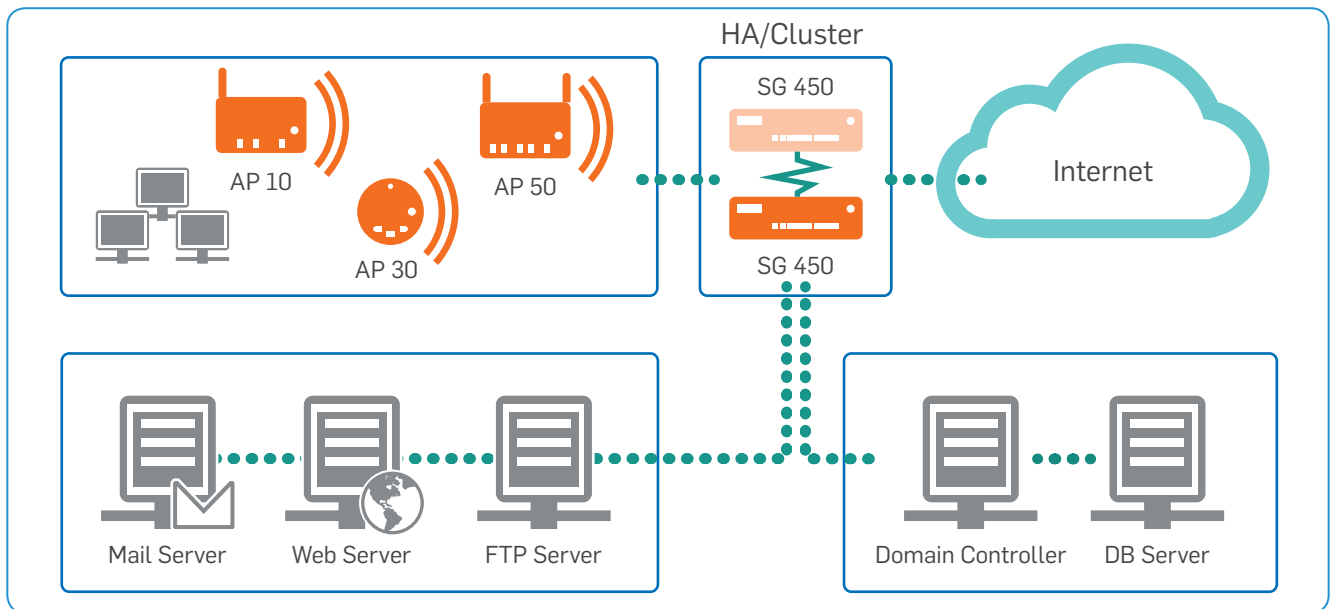 HA/Cluster
SG 450
SG 450
AP 10
AP 30
AP 50
Internet
Mail Server
Web Server
FTP Server
Domain Controller
DB Server